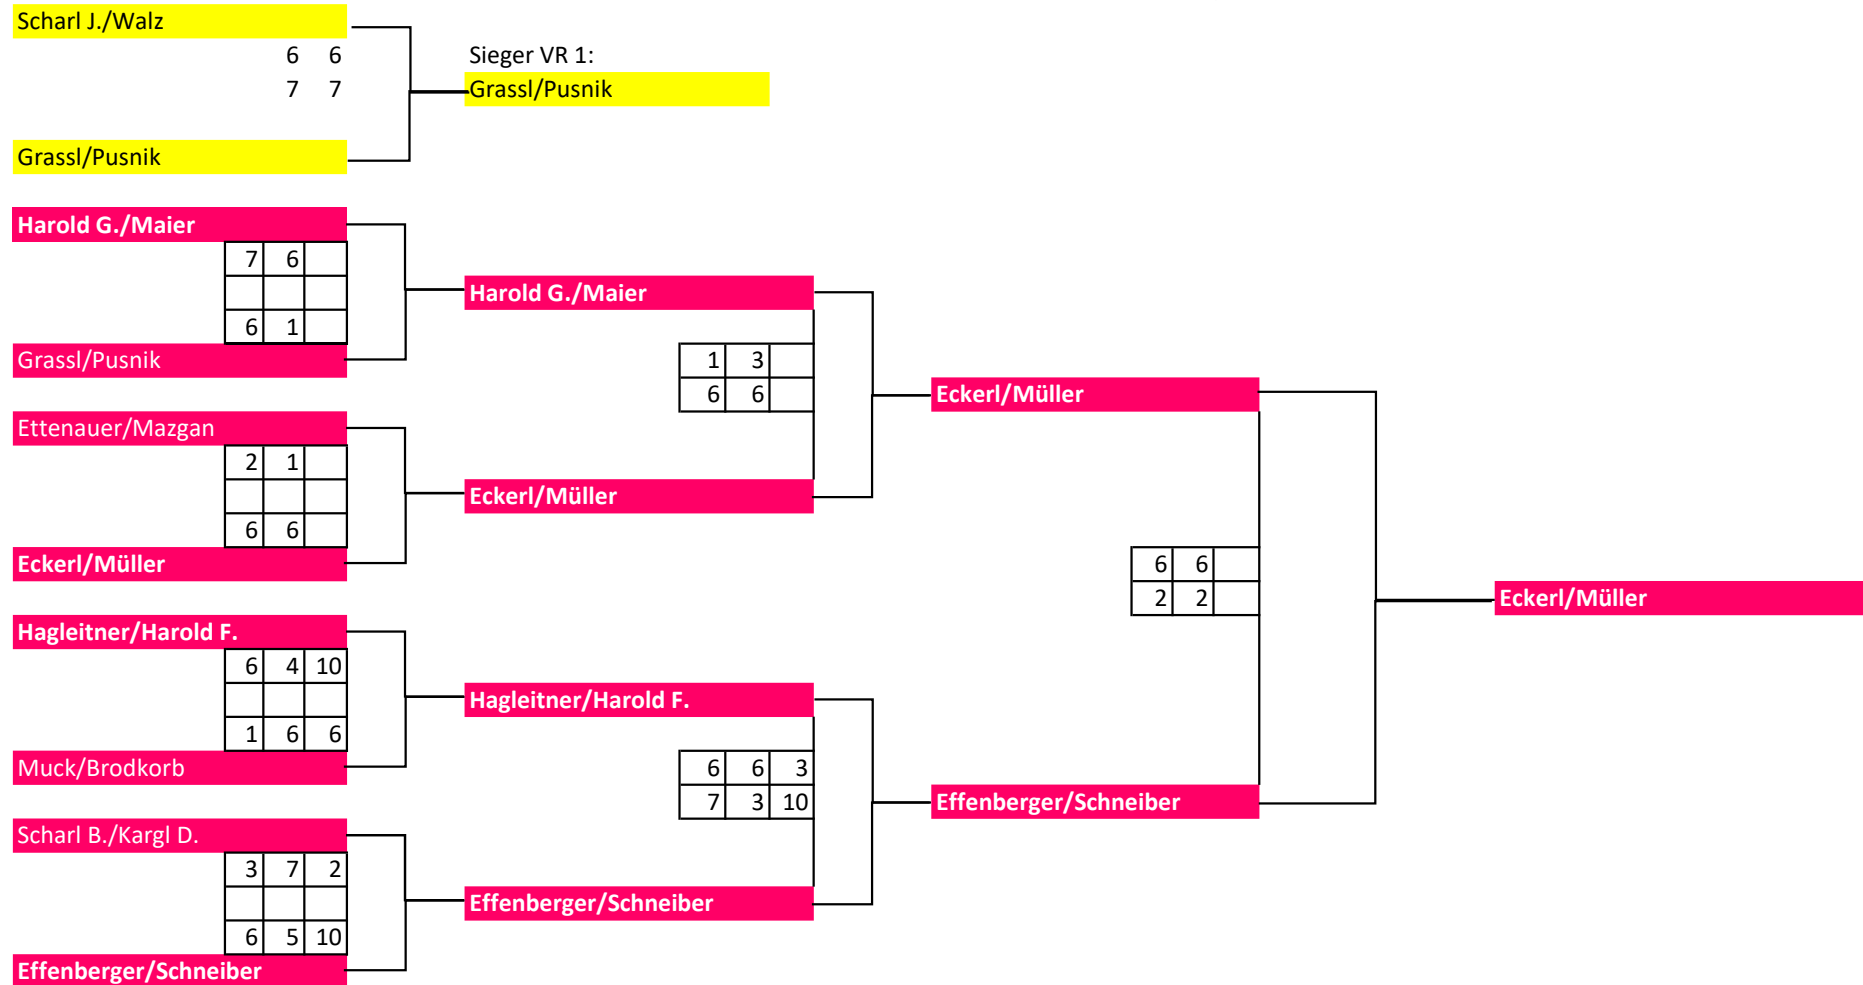 Scharl J./Walz
6 6
Sieger VR 1:
7 7
Grassl/Pusnik
Grassl/Pusnik
Harold G./Maier
7 6
Harold G./Maier
6 1
Grassl/Pusnik
1 3
6 6
Eckerl/Müller
Ettenauer/Mazgan
2 1
Eckerl/Müller
6 6
Eckerl/Müller
6 6
2 2
Eckerl/Müller
Hagleitner/Harold F.
6 4 10
Hagleitner/Harold F.
1 6 6
Muck/Brodkorb
6 6 3
7 3 10
Effenberger/Schneiber
Scharl B./Kargl D.
3 7 2
Effenberger/Schneiber
6 5 10
Effenberger/Schneiber